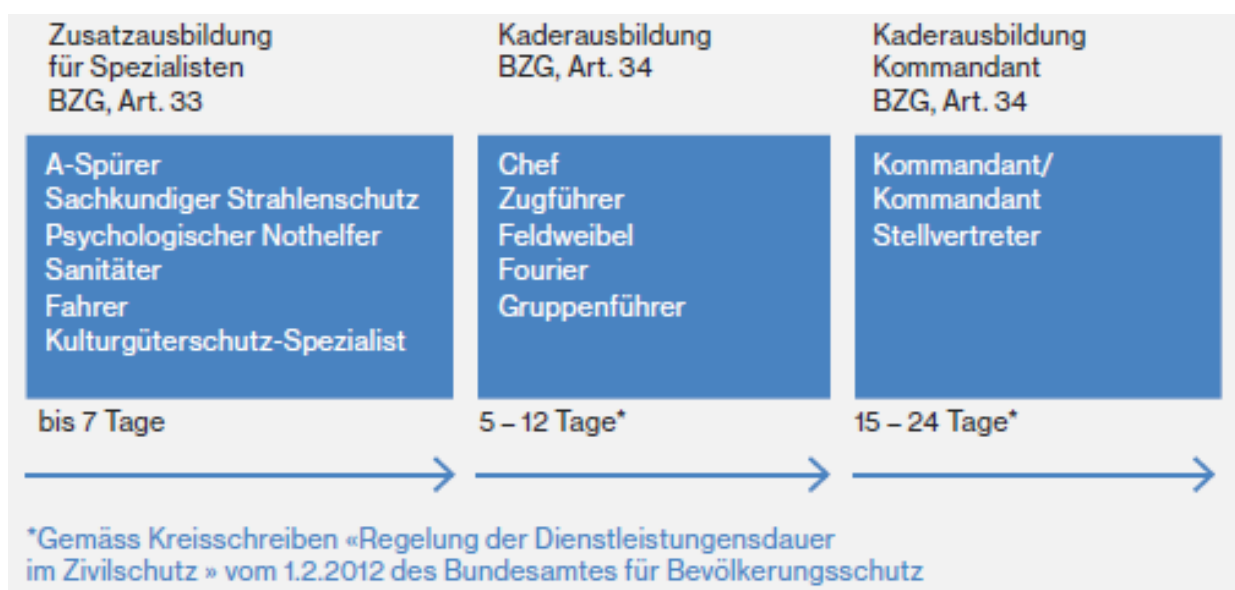 Zusatzausbildung
für Spezialisten
BZG, Art. 33
A-Spürer
Sachkundiger Strahlenschutz
Psychologischer Nothelfer
Sanitäter
Fahrer
Kulturgüterschutz-Spezialist
bis 7 Tage
Kaderausbildung
BZG, Art. 34
Chef
Zugführer
Feldweibel
Fourier
Gruppenführer
5 – 12 Tage*
Kaderausbildung
Kommandant
BZG, Art. 34
Kommandant/
Kommandant
Stellvertreter
15 – 24 Tage*
*Gemäss Kreisschreiben «Regelung der Dienstleistungensdauer
im Zivilschutz » vom 1.2.2012 des Bundesamtes für Bevölkerungsschutz